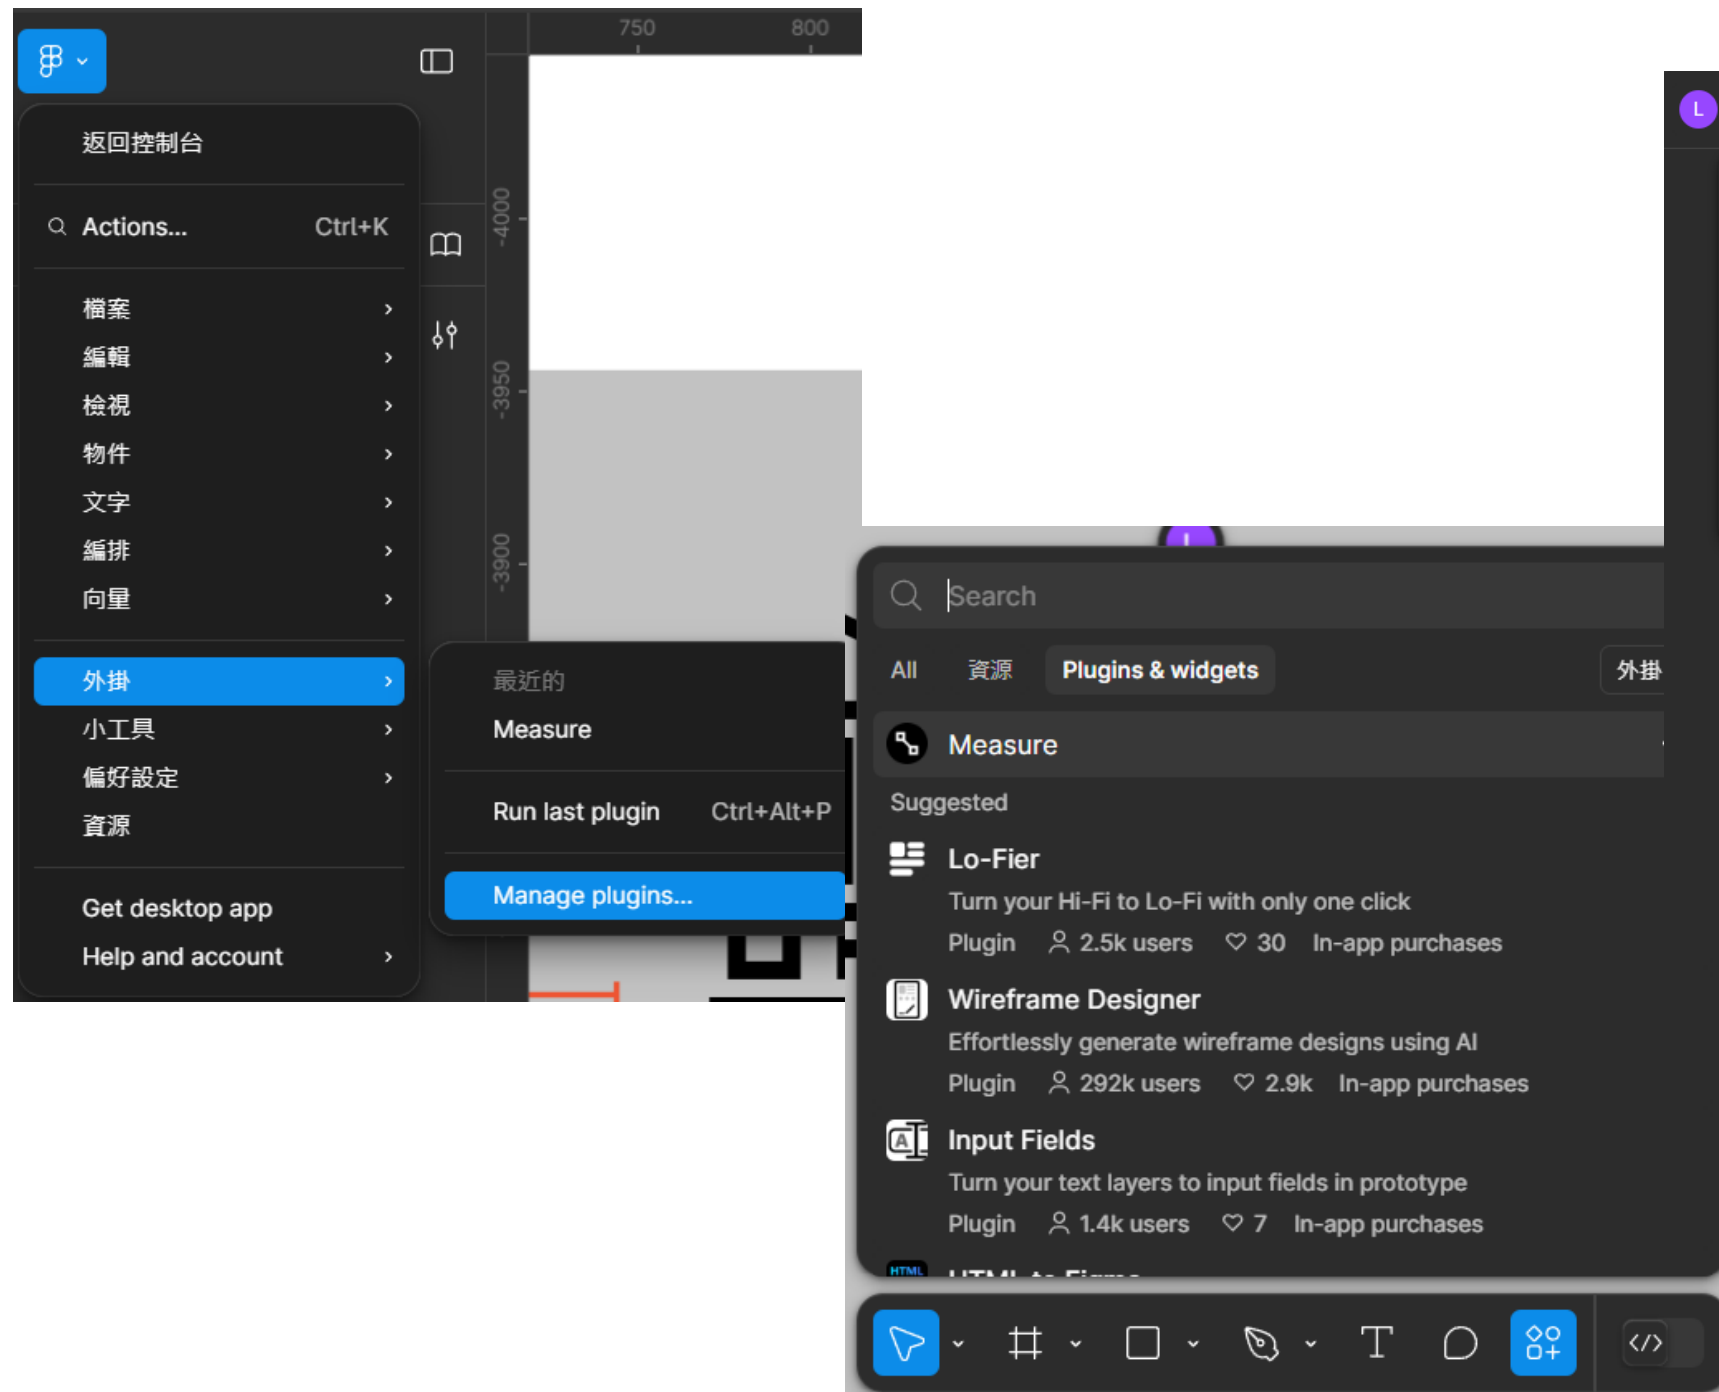 750 800
L
返回控制台
Actions... Ctrl+K
-4000
檔案
編輯
檢視
-3950
物件
文字
編排
-3900
向量
外掛
小工具
偏好設定
資源
Get desktop app
Help and account
最近的
Measure
Run last plugin Ctrl+Alt+P
Manage plugins...
L
Search
All 資源 Plugins & widgets 外掛
Measure
Suggested
Lo-Fier
Turn your Hi-Fi to Lo-Fi with only one click
Plugin 2.5k users 30 In-app purchases
Wireframe Designer
Effortlessly generate wireframe designs using AI
Plugin 292k users 2.9k In-app purchases
A
Input Fields
Turn your text layers to input fields in prototype
Plugin 1.4k users 7 In-app purchases
HTML
HTML to Figma
T